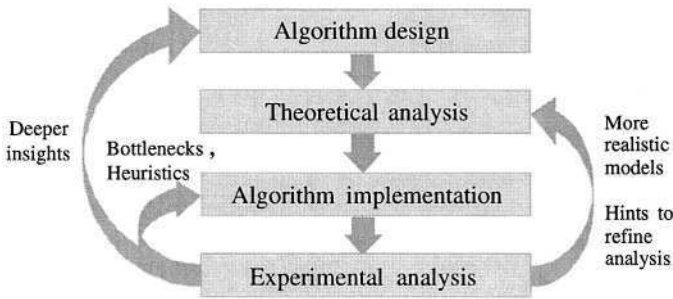 Algorithm design
Theoretical analysis
Deeper
insights
Bottlenecks ,
Heuristics
More
realistic
models
Algorithm implementation
Hints to
refine
analysis
Experimental analysis